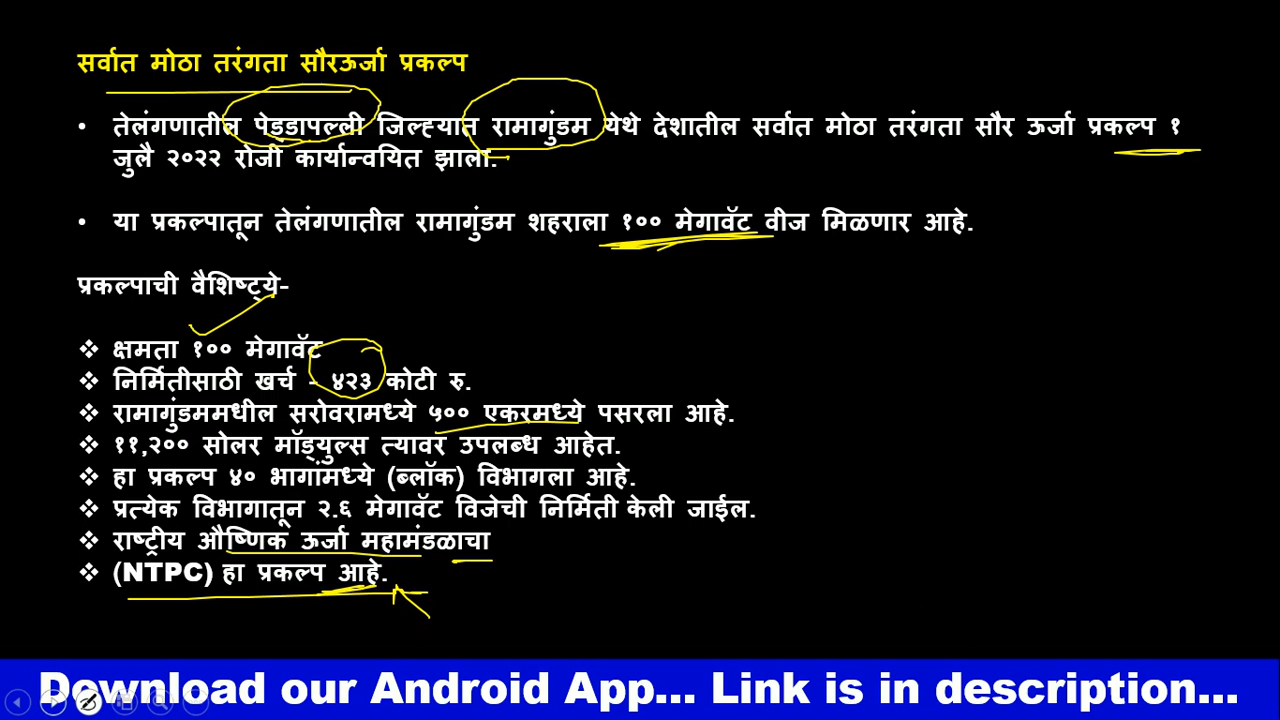 सर्वात मोठा तरंगता सौरऊर्जा प्रकल्प
• तेलंगणातील पेड्डापल्ली जिल्ह्यात रामागुंडम येथे देशातील सर्वात मोठा तरंगता सौर ऊर्जा प्रकल्प १
जुलै २०२२ रोजी कार्यान्वयित झाला.
• या प्रकल्पातून तेलंगणातील रामागुंडम शहराला १०० मेगावॅट वीज मिळणार आहे.
प्रकल्पाची वैशिष्ट्ये-
❖ क्षमता १०० मेगावॅट
❖ निर्मितीसाठी खर्च - ४२३ कोटी रु.
❖ रामागुंडममधील सरोवरामध्ये ५०० एकरमध्ये पसरला आहे.
❖ ११,२०० सोलर मॉड्युल्स त्यावर उपलब्ध आहेत.
❖ हा प्रकल्प ४० भागांमध्ये (ब्लॉक) विभागला आहे.
❖ प्रत्येक विभागातून २.६ मेगावॅट विजेची निर्मिती केली जाईल.
❖ राष्ट्रीय औष्णिक ऊर्जा महामंडळाचा
❖ (NTPC) हा प्रकल्प आहे.
Download our Android App... Link is in description...